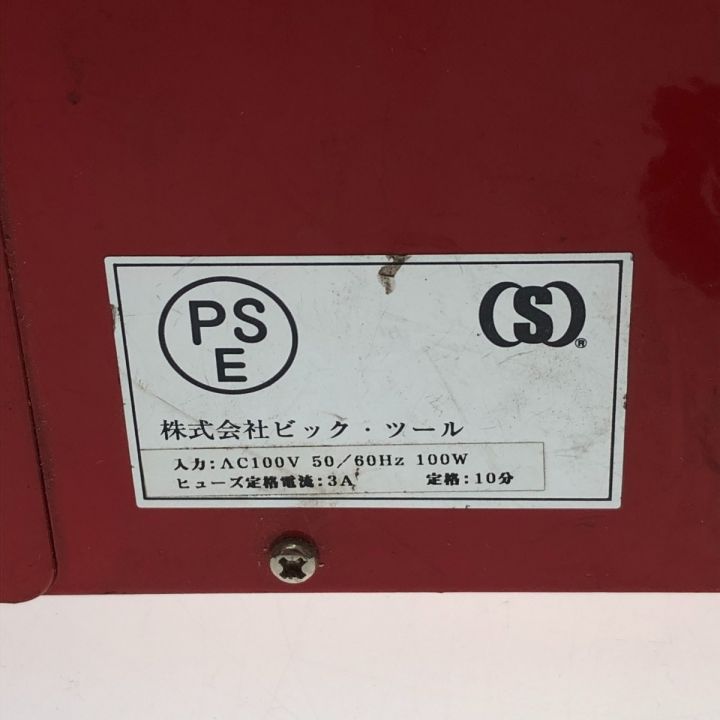 PS
E
(S)®
株式会社ビック・ツール
入力:AC100V 50/60Hz 100W
ヒューズ定格電流:3A 定格:10分